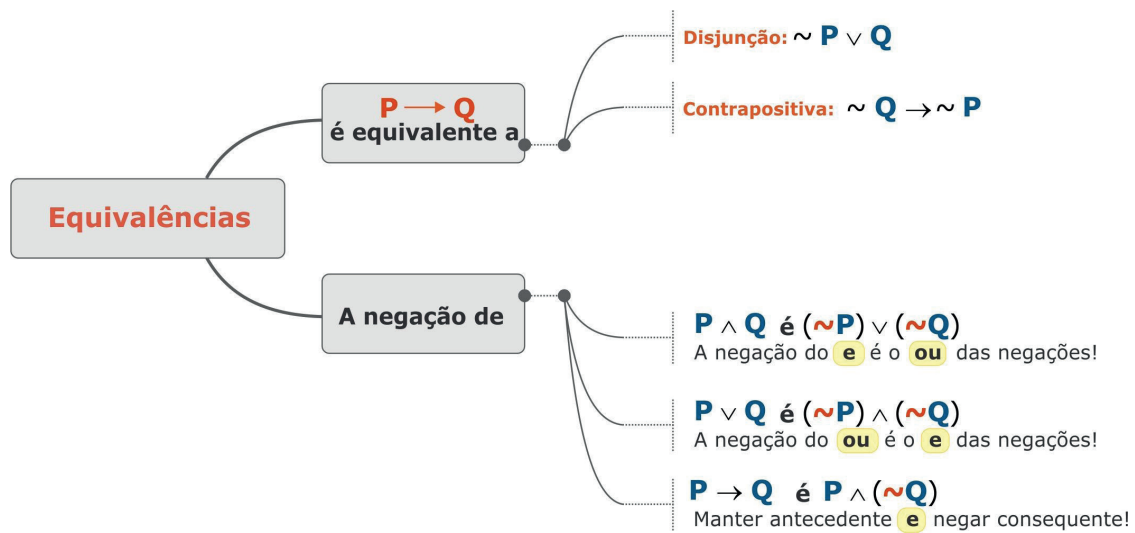 Equivalências
P → Q
é equivalente a
Disjunção: ~ P ∨ Q
Contrapositiva: ~ Q → ~ P
A negação de
P ∧ Q é (~P) ∨ (~Q)
A negação do e é o ou das negações!
P ∨ Q é (~P) ∧ (~Q)
A negação do ou é o e das negações!
P → Q é P ∧ (~Q)
Manter antecedente e negar consequente!